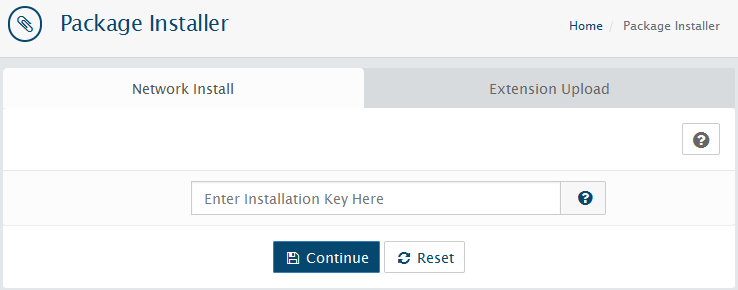 Package Installer
Home / Package Installer
Network Install
Extension Upload
Enter Installation Key Here
Continue
Reset